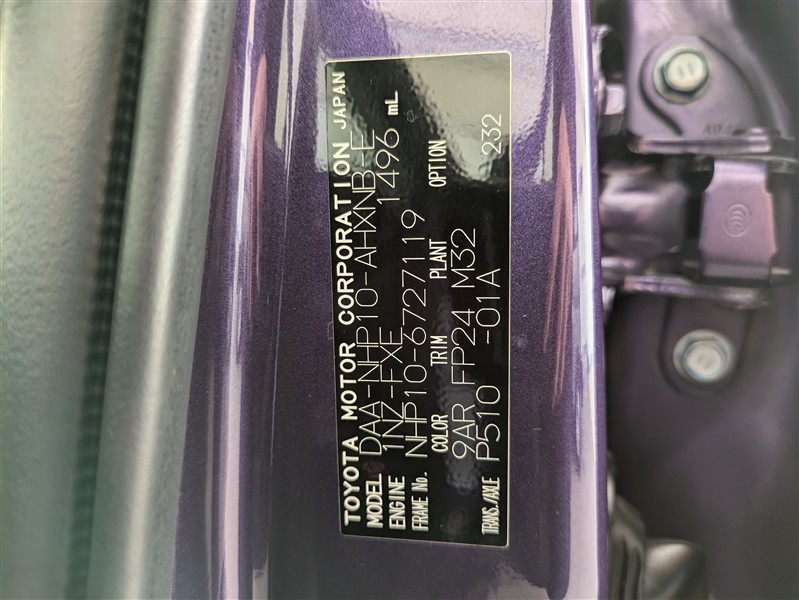 TOYOTA MOTOR CORPORATION JAPAN
MODEL DAA-NHP10-AHXNB-E
ENGINE 1NZ-FXE 1496 mL
FRAME No. NHP10-6727119
COLOR TRIM PLANT OPTION
9AR FP24 M32
TRANS./AXLE P510 -01A 232